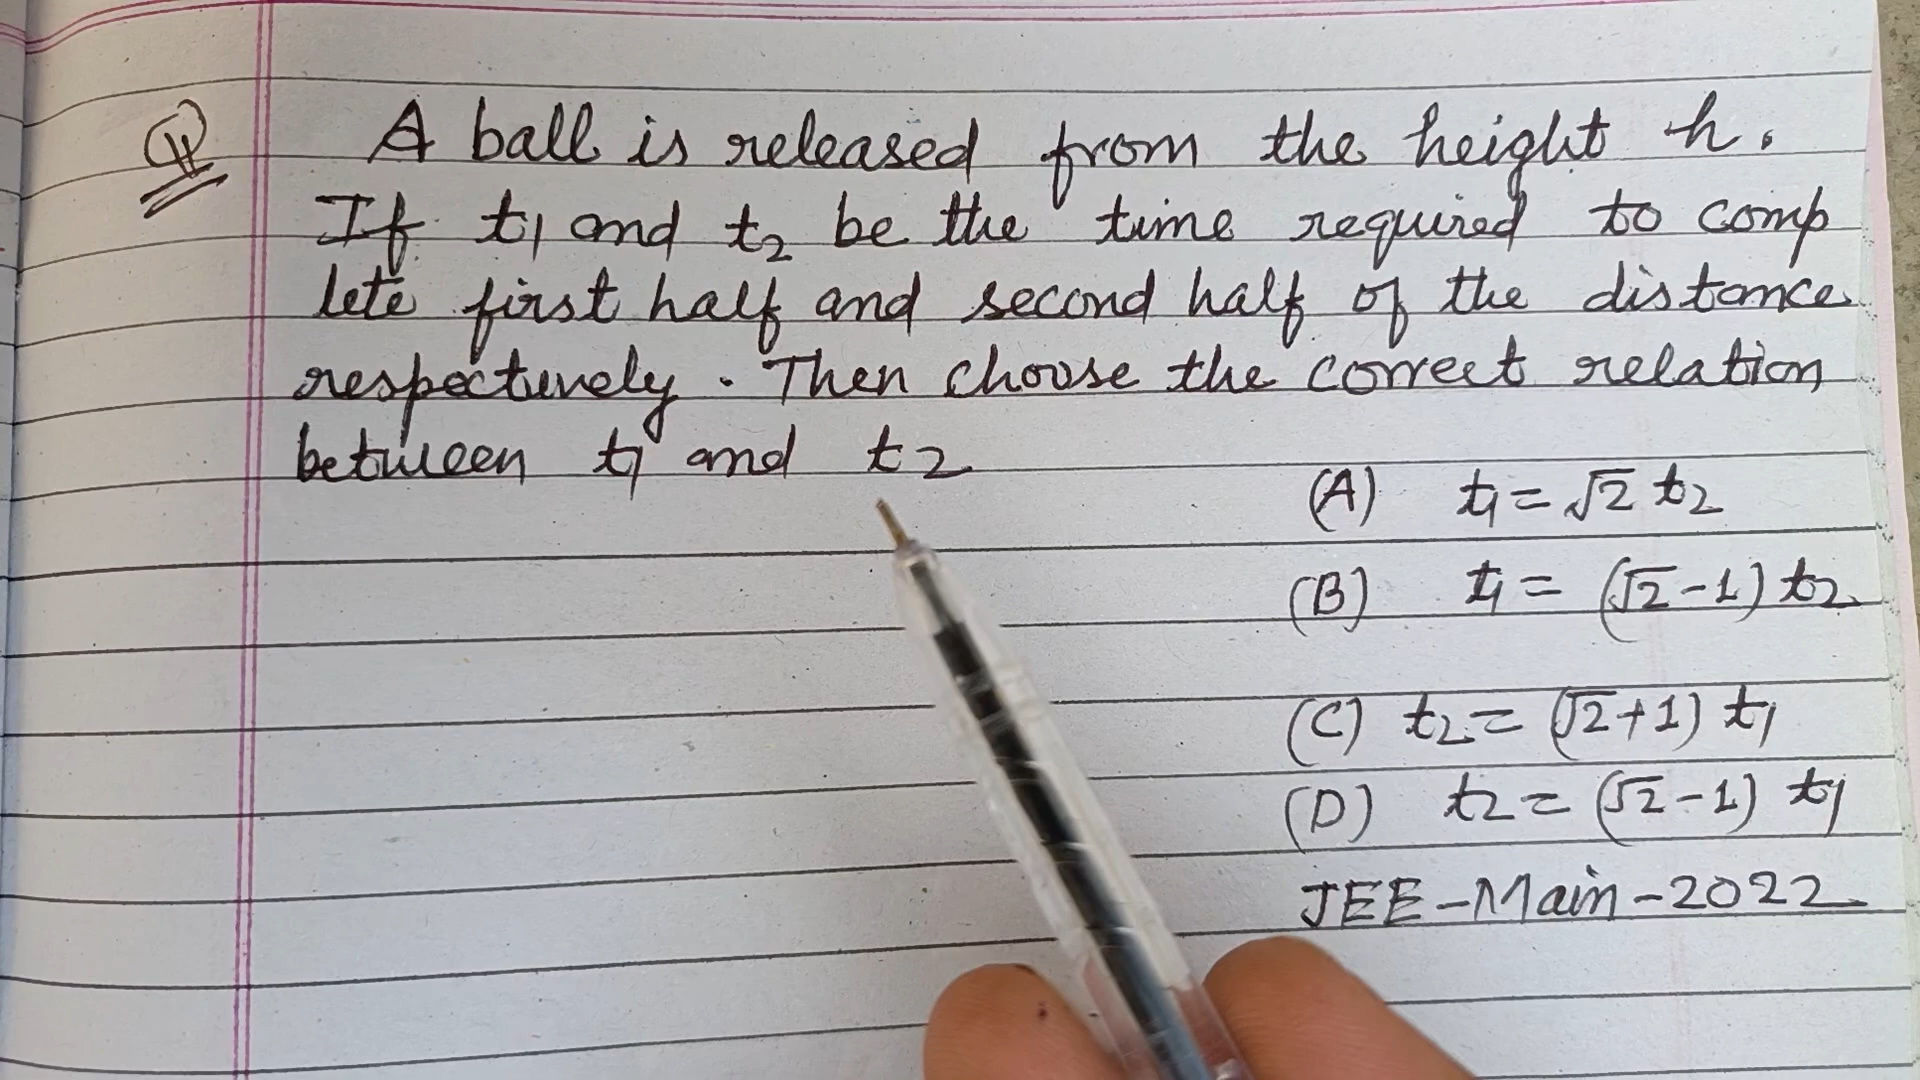 Q A ball is released from the height h.
If t1 and t2 be the time required to comp
lete first half and second half of the distance
respectively. Then choose the correct relation
between t1 and t2
(A) t1 = √2 t2
(B) t1 = (√2-1) t2
(C) t2 = (√2+1) t1
(D) t2 = (√2-1) t1
JEE-Main-2022